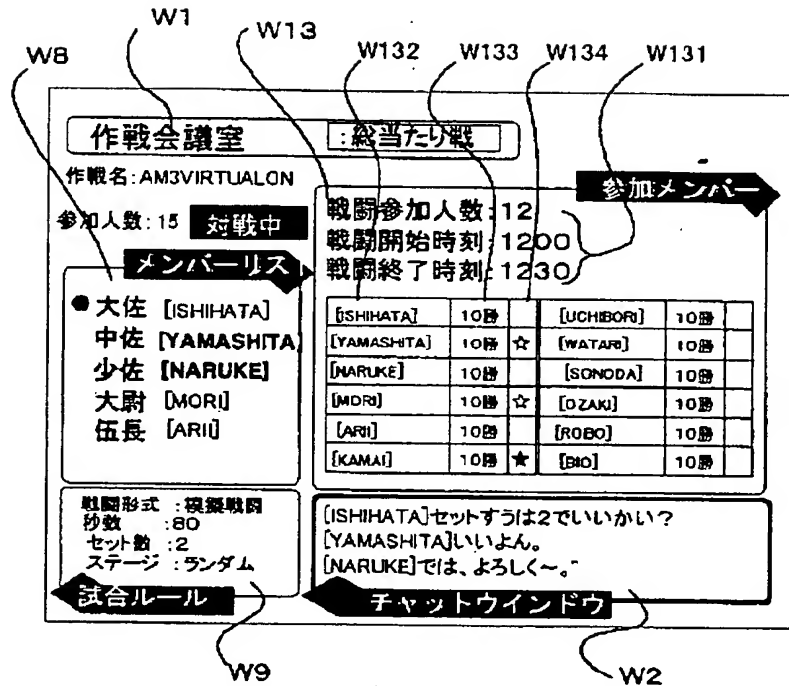 W1
W8
W13
W132
W133
W134
W131
作戦会議室
:総当たり戦
作戦名:AM3VIRTUALON
参加メンバー
参加人数:15
対戦中
戦闘参加人数:12
戦闘開始時刻:1200
戦闘終了時刻:1230
メンバーリスト
●大佐 [ISHIHATA]
中佐 [YAMASHITA]
少佐 [NARUKE]
大尉 [MORI]
伍長 [ARII]
[ISHIHATA] 10勝 [UCHIBORI] 10勝
[YAMASHITA] 10勝 ☆ [WATARI] 10勝
[NARUKE] 10勝 [SONODA] 10勝
[MORI] 10勝 ☆ [OZAKI] 10勝
[ARII] 10勝 [ROBO] 10勝
[KAMAI] 10勝 ★ [BIO] 10勝
戦闘形式 :模擬戦闘
秒数 :80
セット数 :2
ステージ :ランダム
試合ルール
[ISHIHATA]セットすうは2でいいかい?
[YAMASHITA]いいよん。
[NARUKE]では、よろしく～。
チャットウインドウ
W9
W2